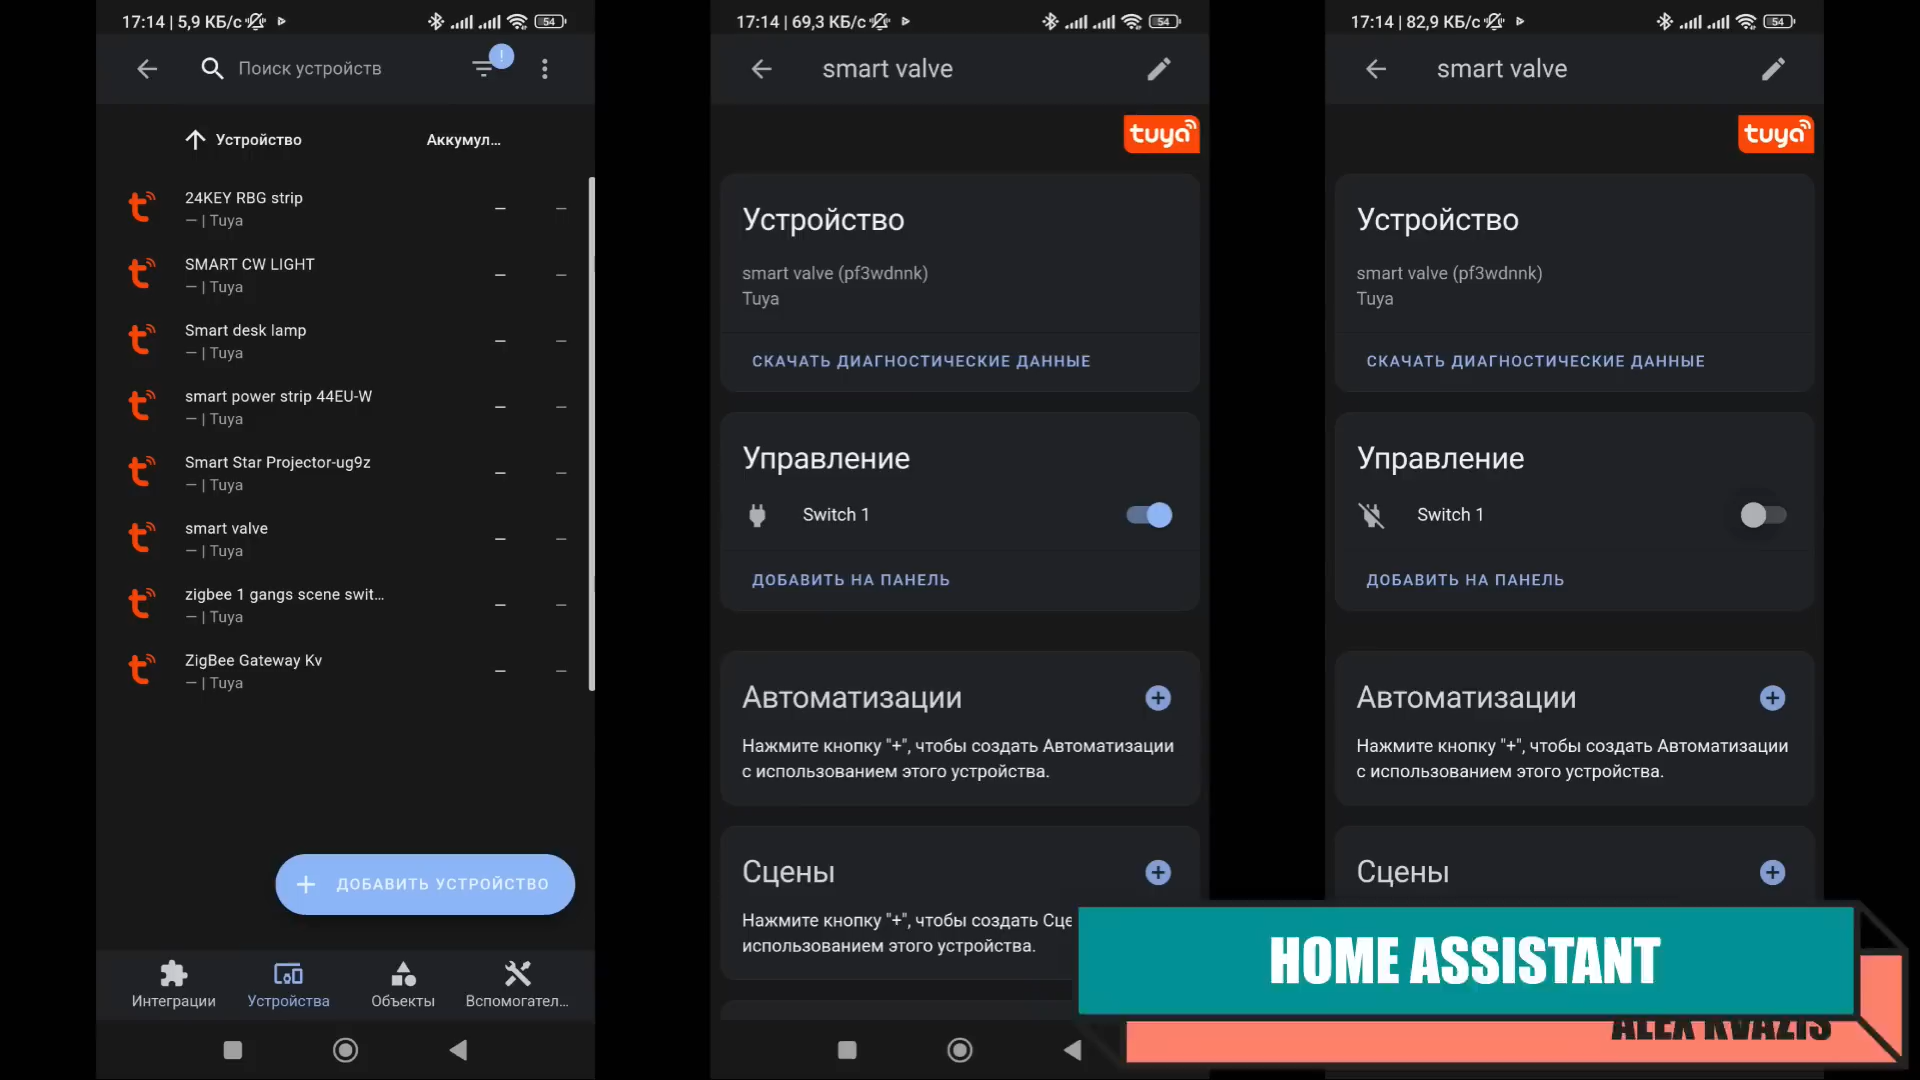 17:14 | 5,9 КБ/с
54
Поиск устройств
!
Устройство
Аккумул...
24KEY RBG strip
— | Tuya
SMART CW LIGHT
— | Tuya
Smart desk lamp
— | Tuya
smart power strip 44EU-W
— | Tuya
Smart Star Projector-ug9z
— | Tuya
smart valve
— | Tuya
zigbee 1 gangs scene swit...
— | Tuya
ZigBee Gateway Kv
— | Tuya
ДОБАВИТЬ УСТРОЙСТВО
Интеграции
Устройства
Объекты
Вспомогател...
17:14 | 69,3 КБ/с
54
smart valve
tuya
Устройство
smart valve (pf3wdnnk)
Tuya
СКАЧАТЬ ДИАГНОСТИЧЕСКИЕ ДАННЫЕ
Управление
Switch 1
ДОБАВИТЬ НА ПАНЕЛЬ
Автоматизации
Нажмите кнопку "+", чтобы создать Автоматизации
с использованием этого устройства.
Сцены
Нажмите кнопку "+", чтобы создать Сце
использованием этого устройства.
17:14 | 82,9 КБ/с
54
smart valve
tuya
Устройство
smart valve (pf3wdnnk)
Tuya
СКАЧАТЬ ДИАГНОСТИЧЕСКИЕ ДАННЫЕ
Управление
Switch 1
ДОБАВИТЬ НА ПАНЕЛЬ
Автоматизации
Нажмите кнопку "+", чтобы создать Автоматизации
с использованием этого устройства.
Сцены
HOME ASSISTANT
ALEX KVAZIS